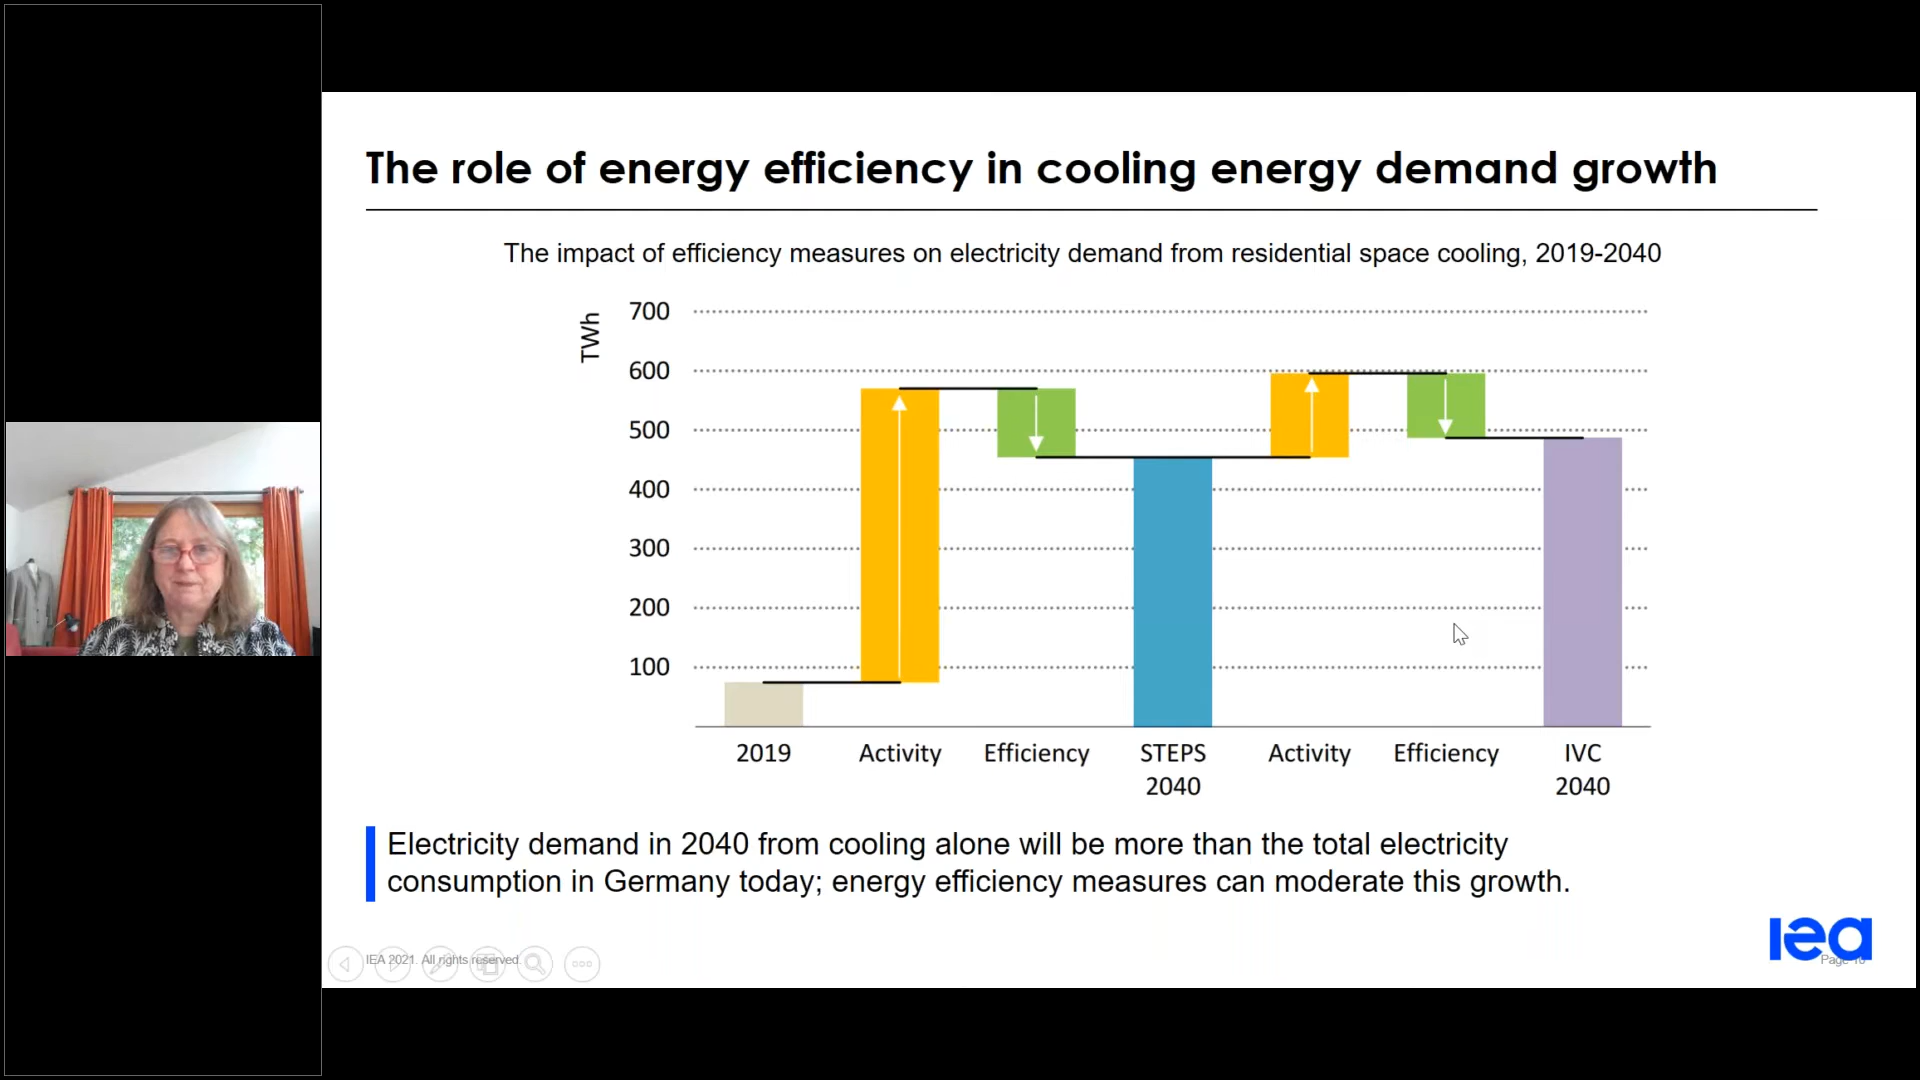 The role of energy efficiency in cooling energy demand growth
The impact of efficiency measures on electricity demand from residential space cooling, 2019-2040
TWh
700
600
500
400
300
200
100
2019 Activity Efficiency STEPS Activity Efficiency IVC
2040 2040
Electricity demand in 2040 from cooling alone will be more than the total electricity
consumption in Germany today; energy efficiency measures can moderate this growth.
iea
IEA 2021. All rights reserved.
Page